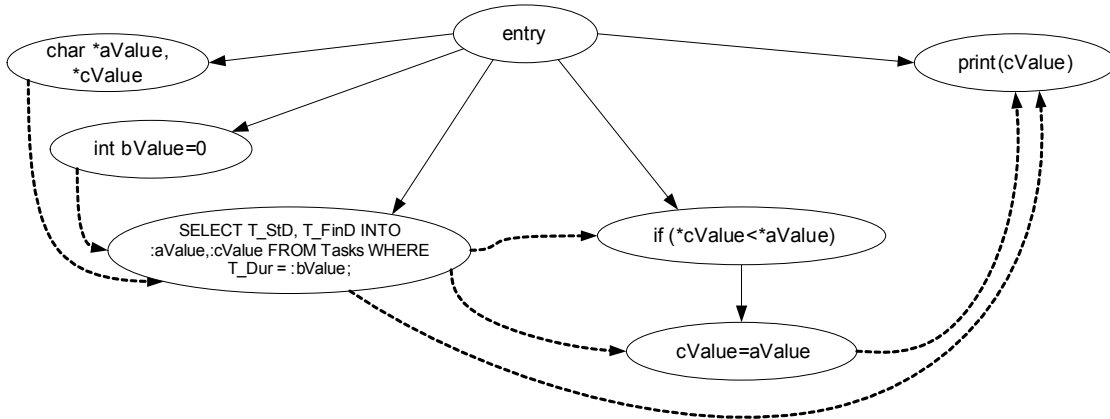 entry
char *aValue,
*cValue
print(cValue)
int bValue=0
SELECT T_StD, T_FinD INTO
:aValue,:cValue FROM Tasks WHERE
T_Dur = :bValue;
if (*cValue<*aValue)
cValue=aValue